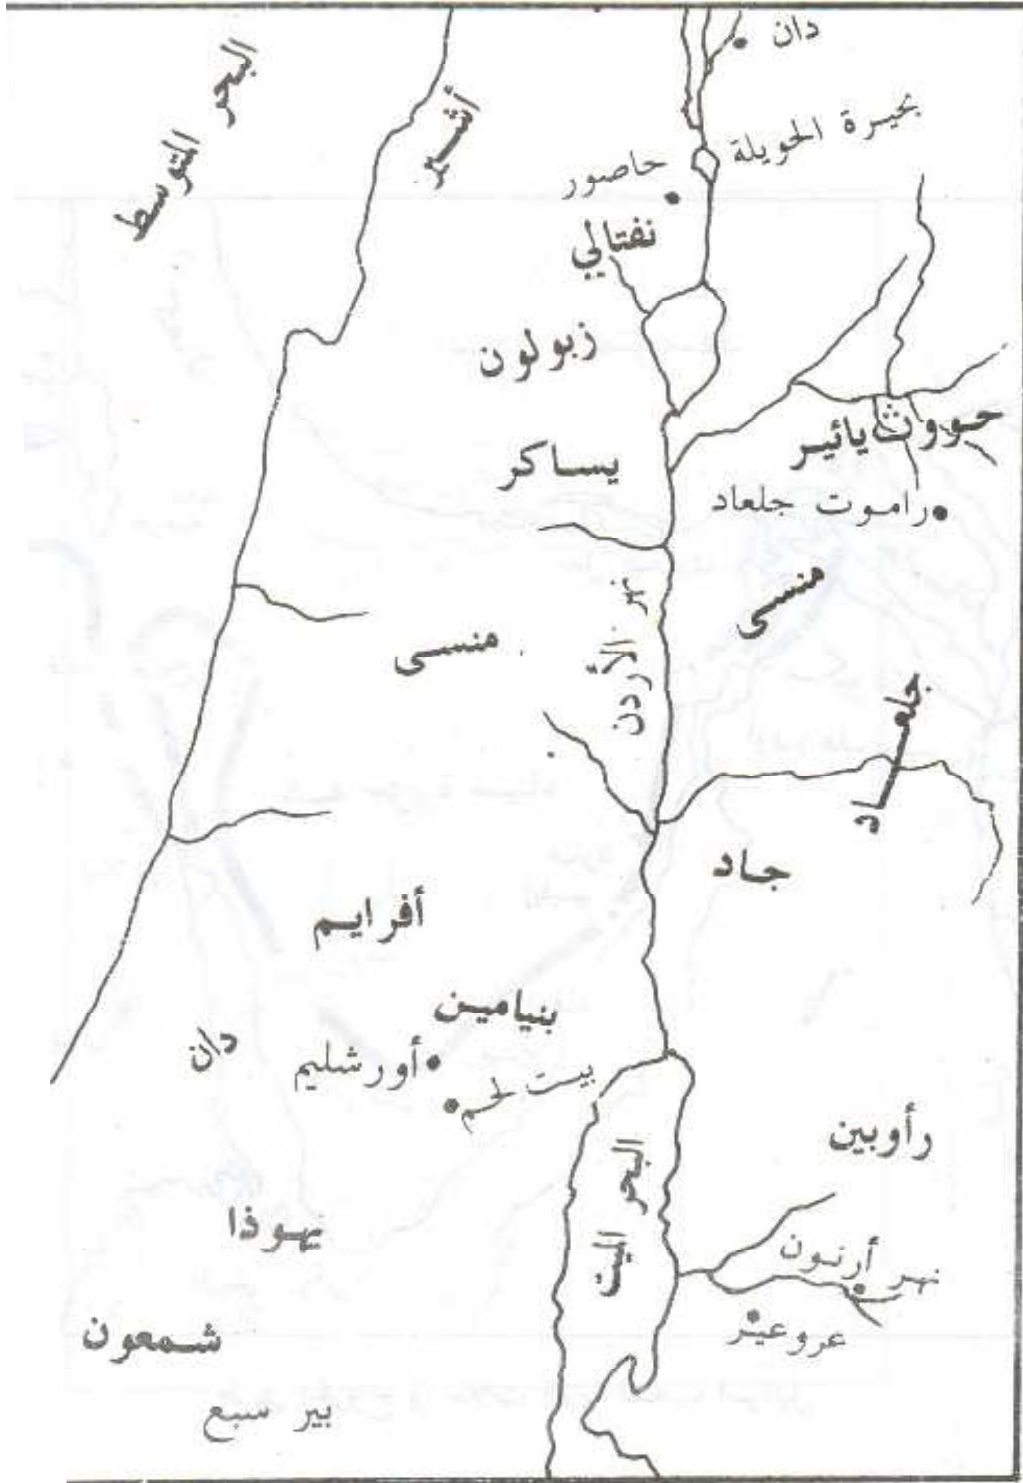 دان
البحر المتوسط
أشير
بحيرة الحويلة
حاصور
نفتالي
زبولون
حووث يائير
يساكر
راموت جلعاد
منسى
نهر الأردن
منسى
جلعاد
جاد
أفرايم
بنيامين
دان
أورشليم
بيت لحم
رأوبين
البحر الميت
يهوذا
نهر أرنون
عروعير
شمعون
بير سبع